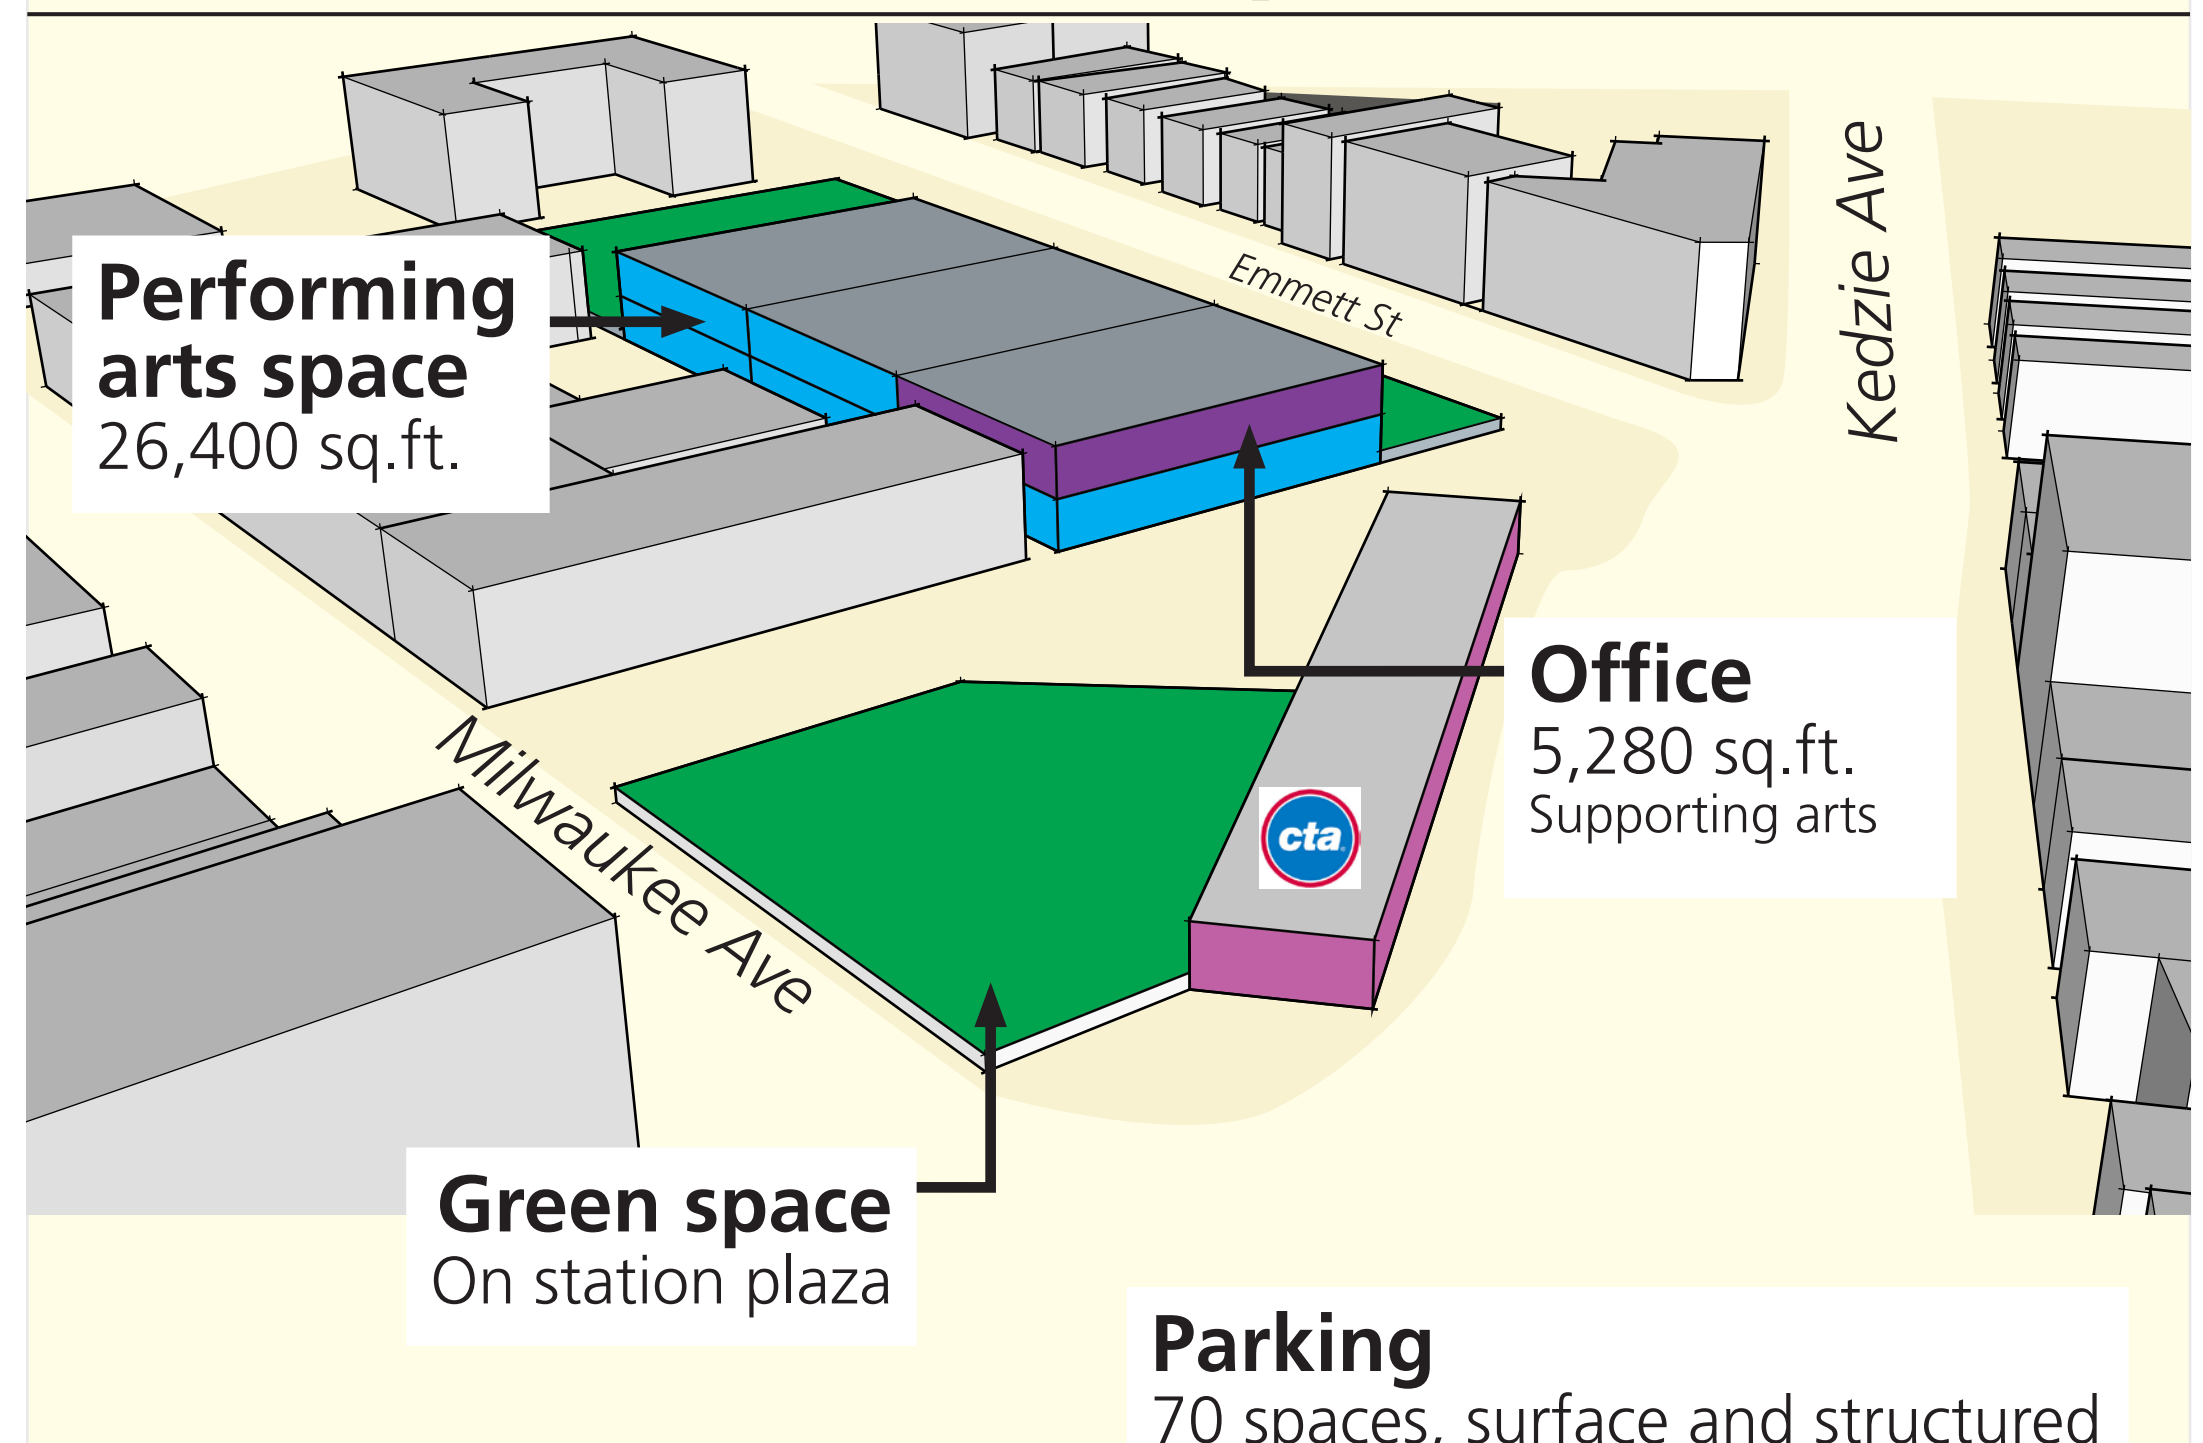 Performing
arts space
26,400 sq.ft.
Emmett St
Kedzie Ave
Office
5,280 sq.ft.
Supporting arts
cta
Milwaukee Ave
Green space
On station plaza
Parking
70 spaces, surface and structured